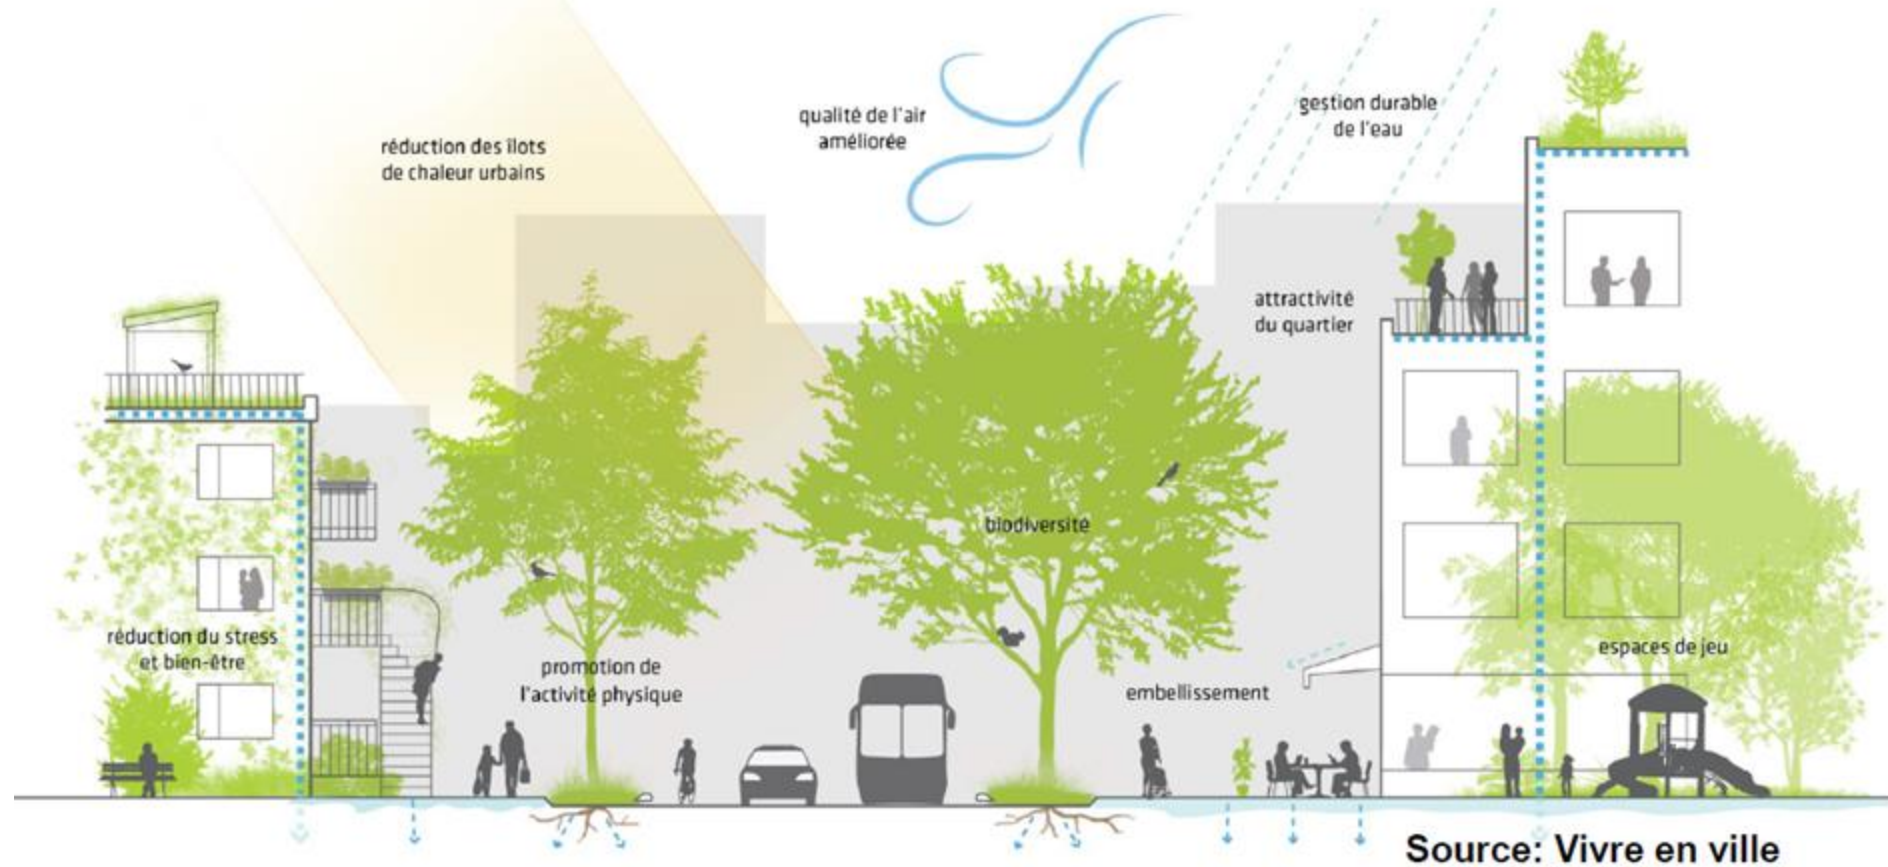 réduction des îlots
de chaleur urbains
qualité de l'air
améliorée
gestion durable
de l'eau
attractivité
du quartier
biodiversité
réduction du stress
et bien-être
promotion de
l'activité physique
embellissement
espaces de jeu
Source: Vivre en ville